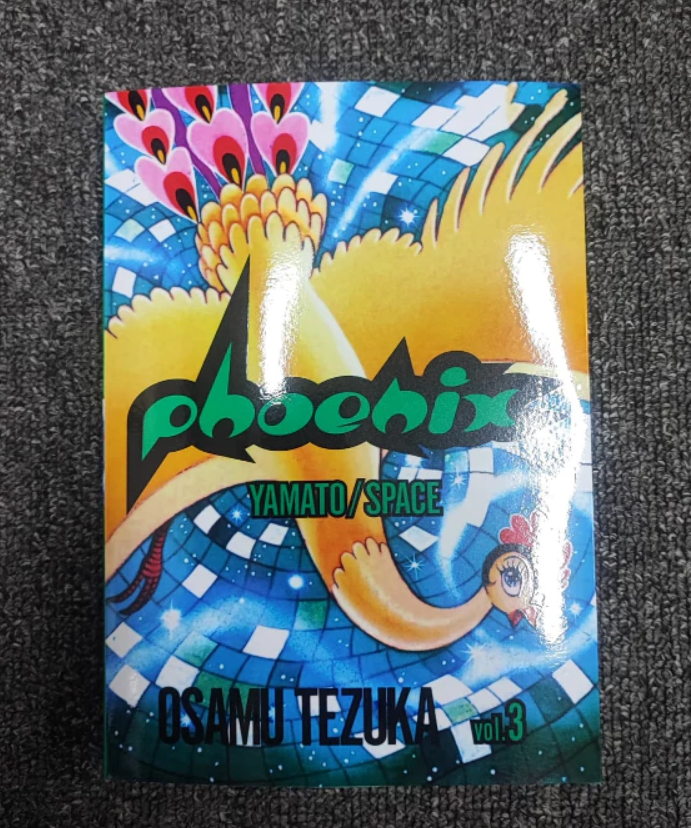 phoenix
YAMATO/SPACE
OSAMU TEZUKA vol.3